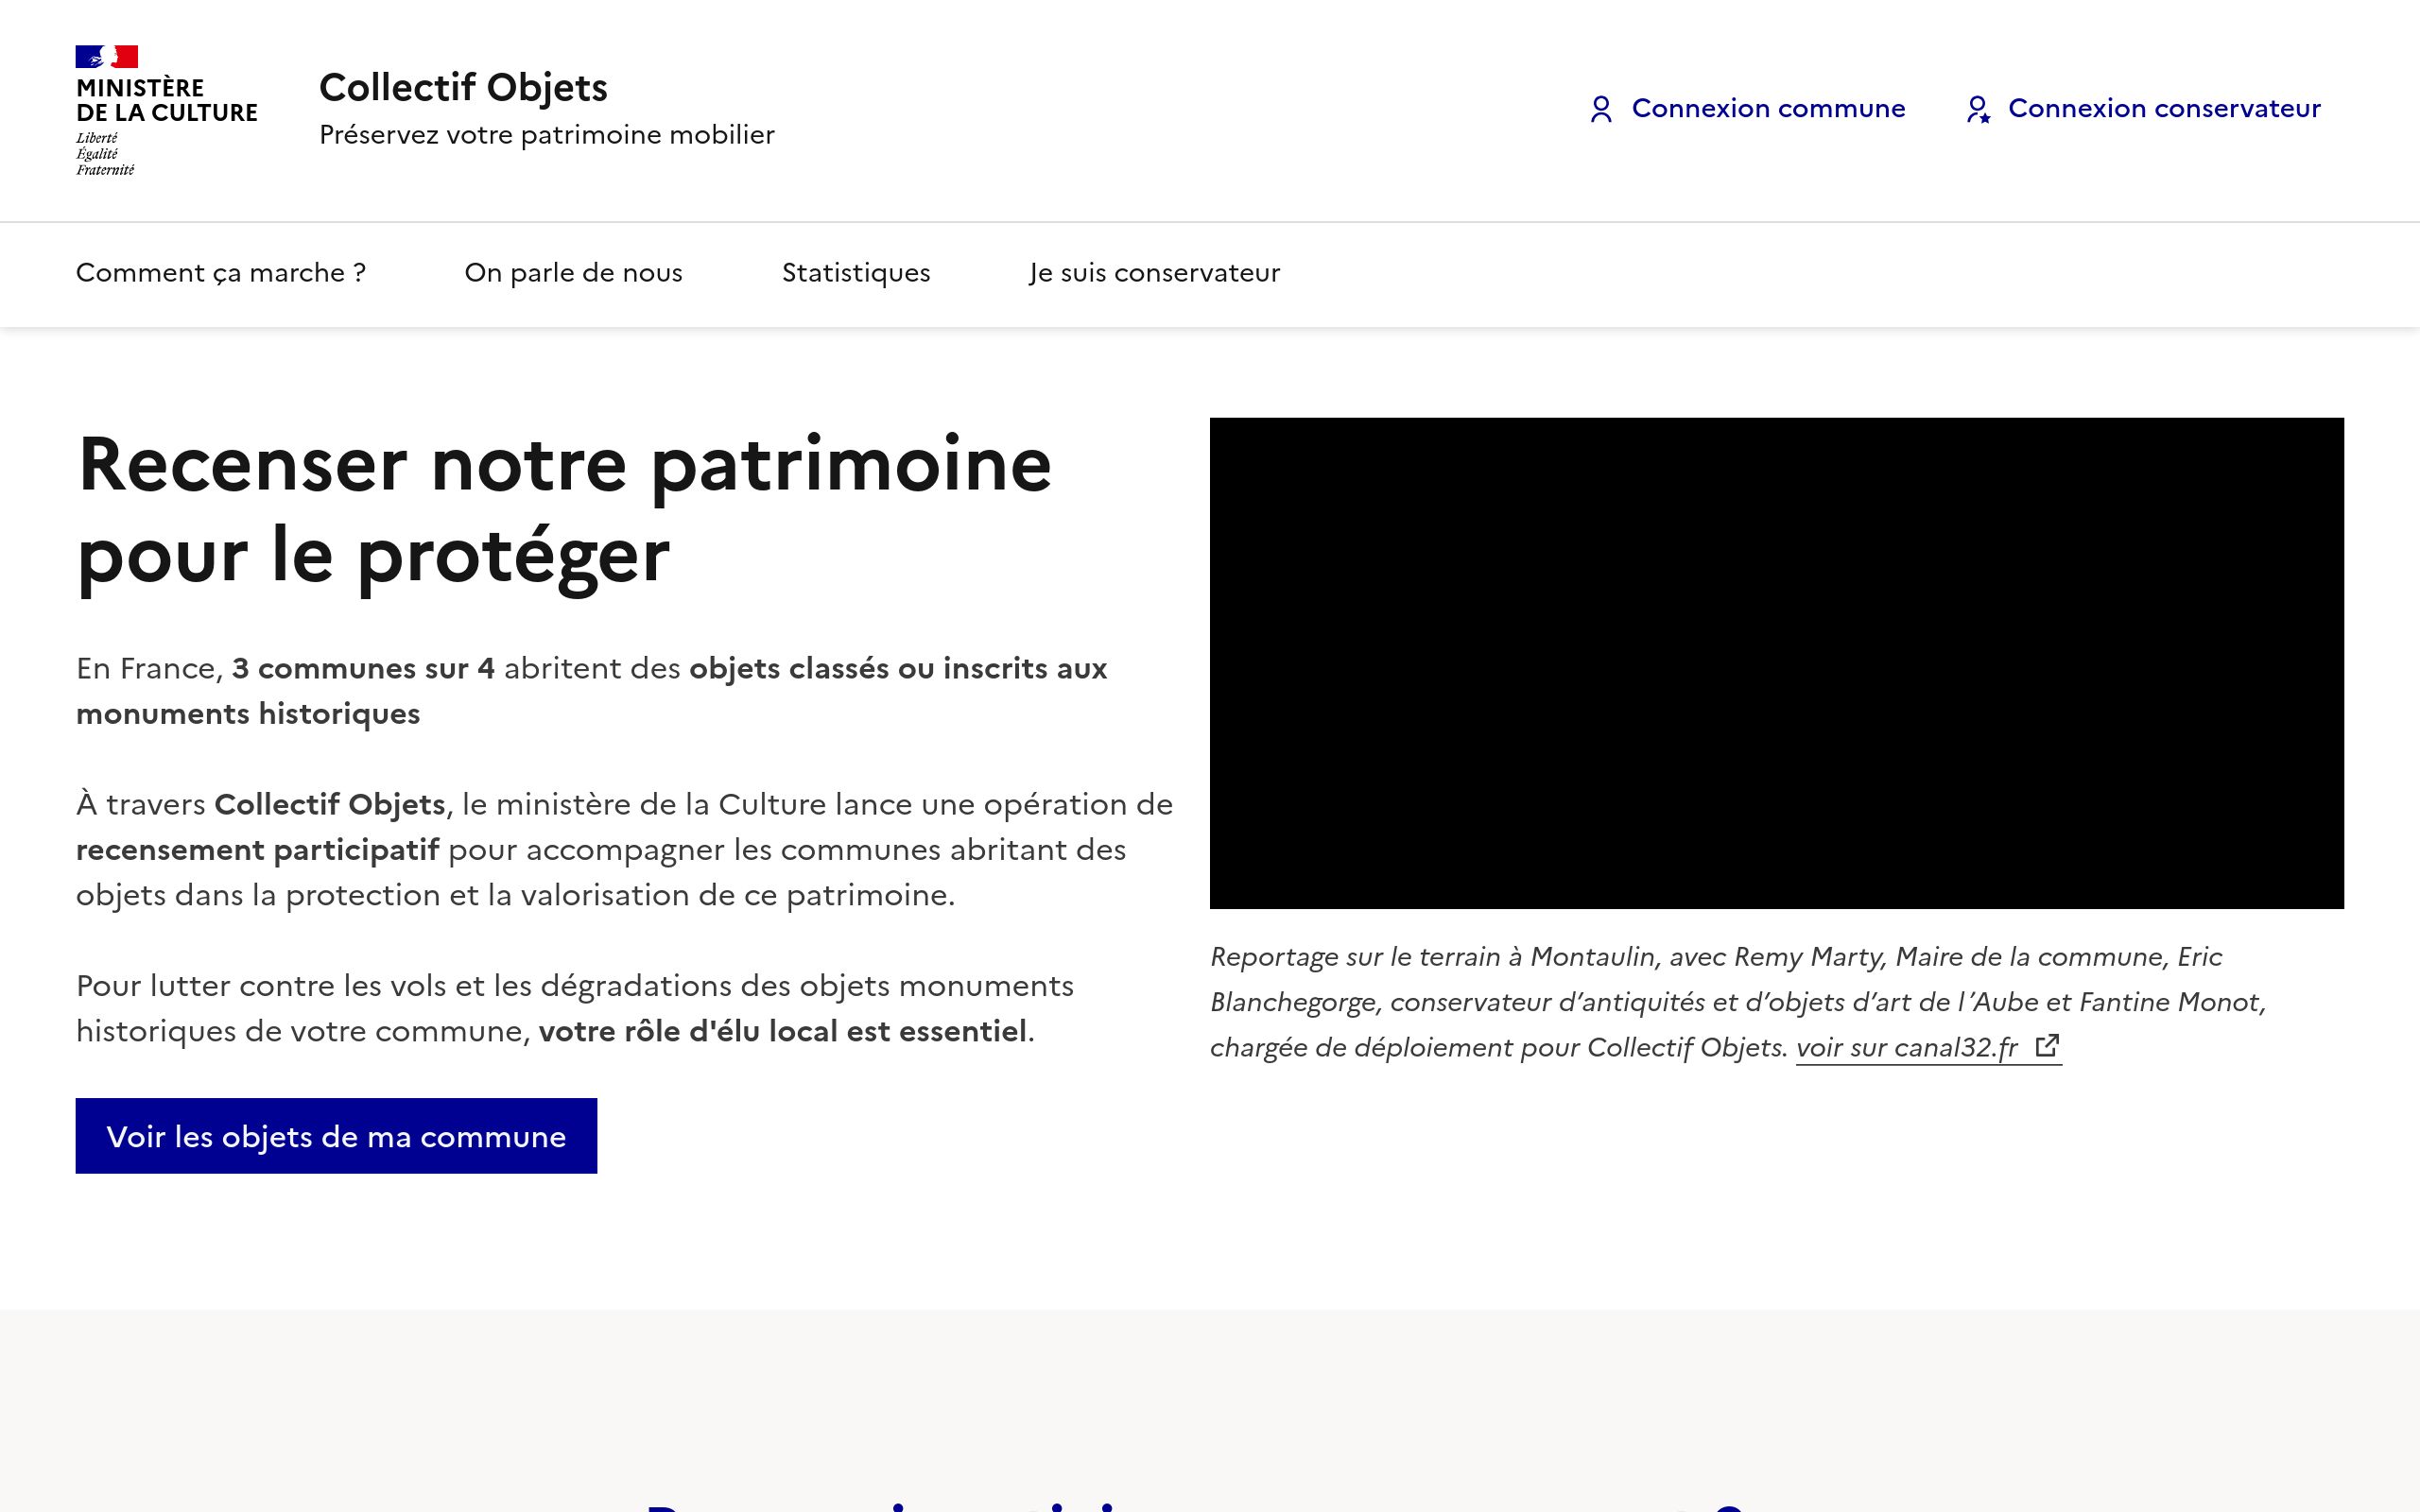 MINISTÈRE
DE LA CULTURE
Liberté
Égalité
Fraternité
Collectif Objets
Préservez votre patrimoine mobilier
Connexion commune
Connexion conservateur
Comment ça marche ?
On parle de nous
Statistiques
Je suis conservateur
Recenser notre patrimoine
pour le protéger
En France, 3 communes sur 4 abritent des objets classés ou inscrits aux
monuments historiques
À travers Collectif Objets, le ministère de la Culture lance une opération de
recensement participatif pour accompagner les communes abritant des
objets dans la protection et la valorisation de ce patrimoine.
Pour lutter contre les vols et les dégradations des objets monuments
historiques de votre commune, votre rôle d'élu local est essentiel.
Voir les objets de ma commune
Reportage sur le terrain à Montaulin, avec Remy Marty, Maire de la commune, Eric
Blanchegorge, conservateur d’antiquités et d’objets d’art de l’Aube et Fantine Monot,
chargée de déploiement pour Collectif Objets. voir sur canal32.fr